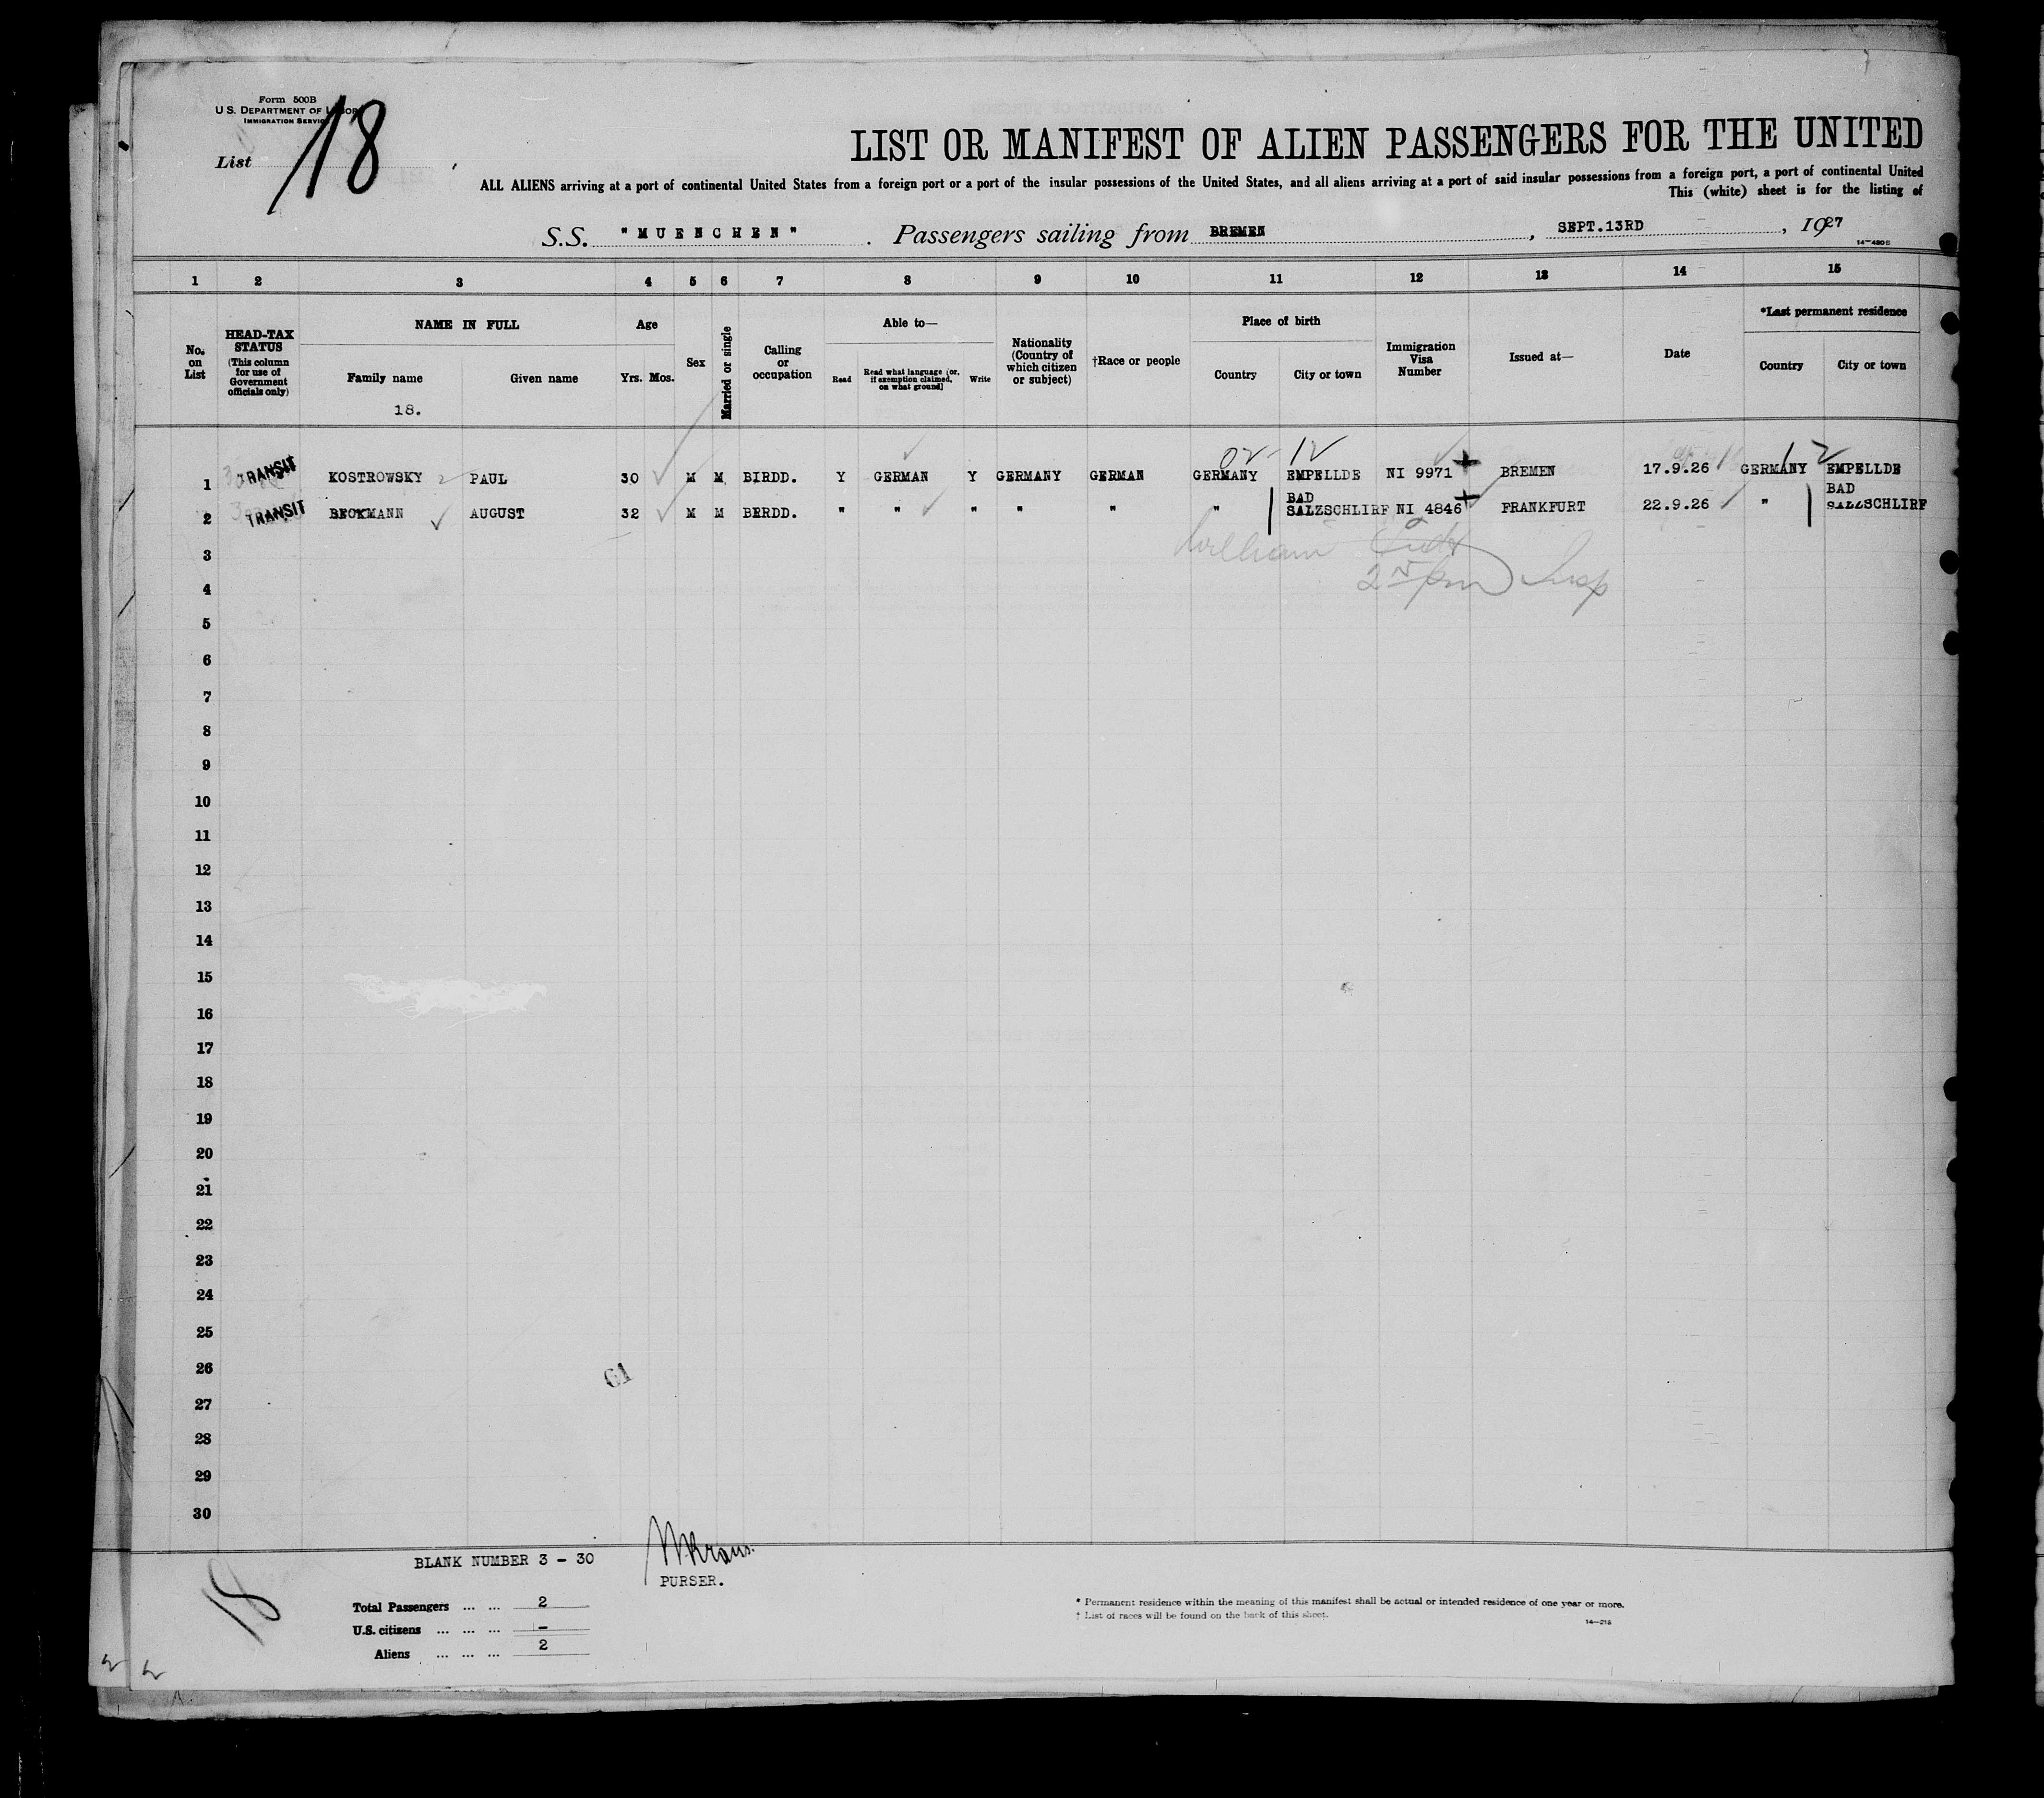 Form 500B
U S. DEPARTMENT OF LABOR
IMMIGRATION SERVICE
List 18
LIST OR MANIFEST OF ALIEN PASSENGERS FOR THE UNITED
ALL ALIENS arriving at a port of continental United States from a foreign port or a port of the insular possessions of the United States, and all aliens arriving at a port of said insular possessions from a foreign port, a port of continental United
This (white) sheet is for the listing of
S.S. "MUENCHEN". Passengers sailing from BREMEN, SEPT.13RD, 1927
14—480 B
1 2 3 4 5 6 7 8 9 10 11 12 13 14 15
No. on List
HEAD-TAX STATUS (This column for use of Government officials only)
NAME IN FULL
Family name Given name
18.
Age
Yrs. Mos.
Sex
Married or single
Calling or occupation
Able to—
Read
Read what language [or, if exemption claimed, on what ground]
Write
Nationality (Country of which citizen or subject)
†Race or people
Place of birth
Country City or town
Immigration Visa Number
Issued at—
Date
*Last permanent residence
Country City or town
02 12 12
1 TRANSIT KOSTROWSKY PAUL 30 M M BIRDD. Y GERMAN Y GERMANY GERMAN GERMANY EMPELLDE NI 9971 BREMEN 17.9.26 GERMANY EMPELLDE
2 TRANSIT BECKMANN AUGUST 32 M M BERDD. " " " " " " BAD SALZSCHLIRF NI 4846 FRANKFURT 22.9.26 " BAD SALZSCHLIRF
William
Insp
3
4
5
6
7
8
9
10
11
12
13
14
15
16
17
18
19
20
21
22
23
24
25
26
27
28
29
30
61
BLANK NUMBER 3 - 30
PURSER.
18
Total Passengers ... ... 2
U.S. citizens ... ... ... -
Aliens ... ... ... 2
* Permanent residence within the meaning of this manifest shall be actual or intended residence of one year or more.
† List of races will be found on the back of this sheet.
14—218